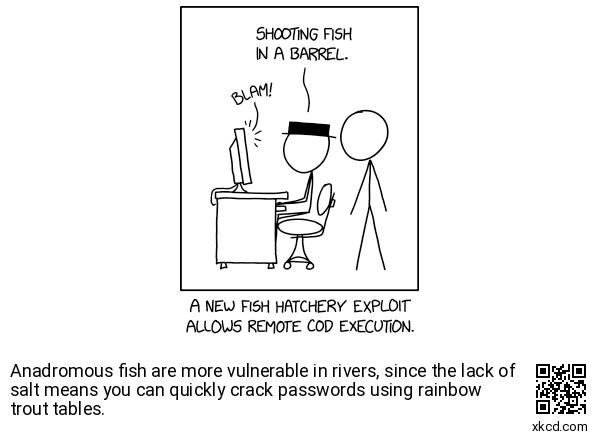 SHOOTING FISH
IN A BARREL.
BLAM!
A NEW FISH HATCHERY EXPLOIT
ALLOWS REMOTE COD EXECUTION.
Anadromous fish are more vulnerable in rivers, since the lack of
salt means you can quickly crack passwords using rainbow
trout tables.
xkcd.com